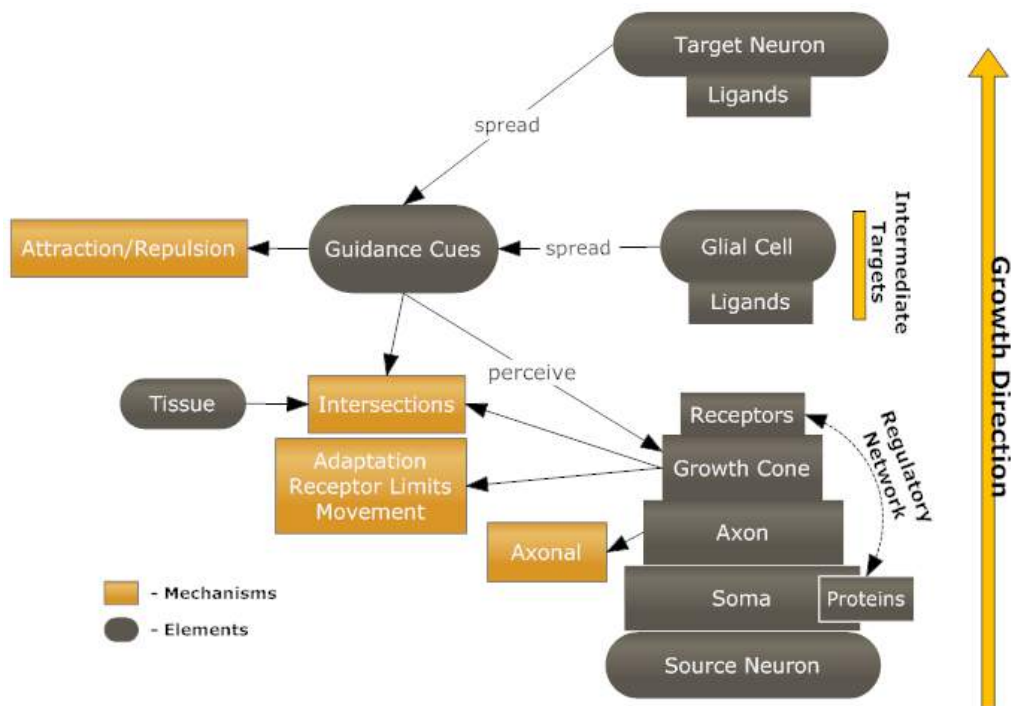 Target Neuron
Ligands
spread
Attraction/Repulsion
Guidance Cues
spread
Glial Cell
Ligands
Intermediate
Targets
Growth Direction
perceive
Tissue
Intersections
Receptors
Regulatory
Network
Adaptation
Receptor Limits
Movement
Growth Cone
Axonal
Axon
Soma
Proteins
- Mechanisms
- Elements
Source Neuron